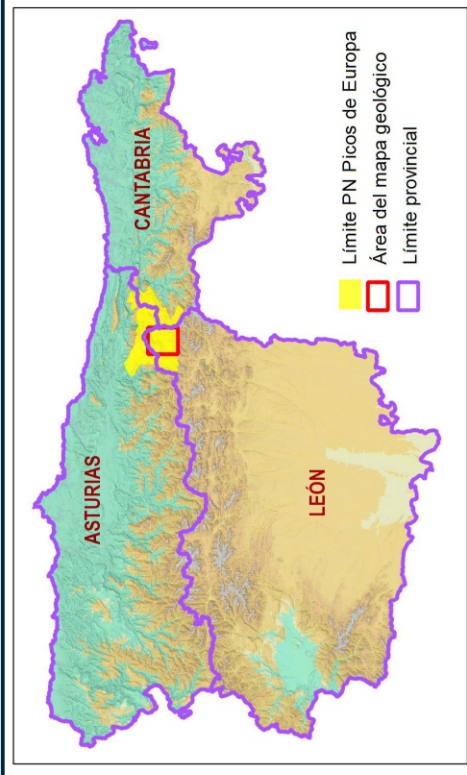 ASTURIAS
CANTABRIA
LEÓN
Límite PN Picos de Europa
Área del mapa geológico
Límite provincial